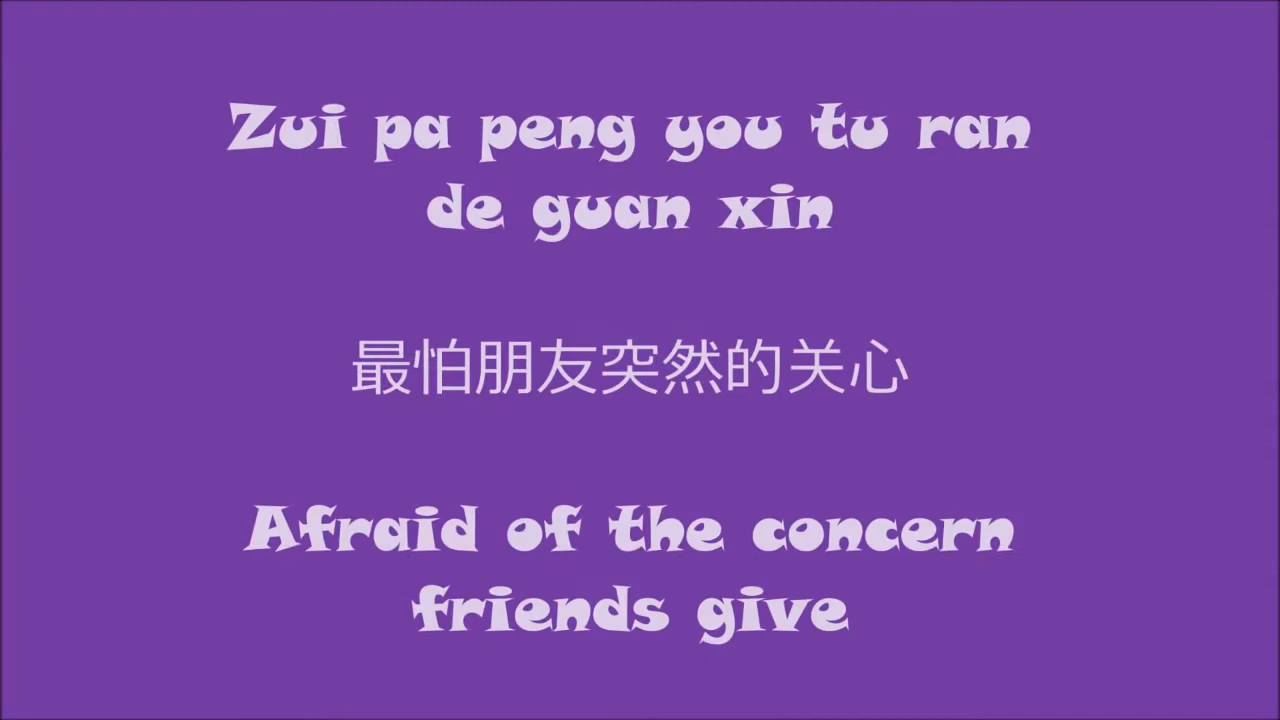 Zui pa peng you tu ran
de guan xin
最怕朋友突然的关心
Afraid of the concern
friends give